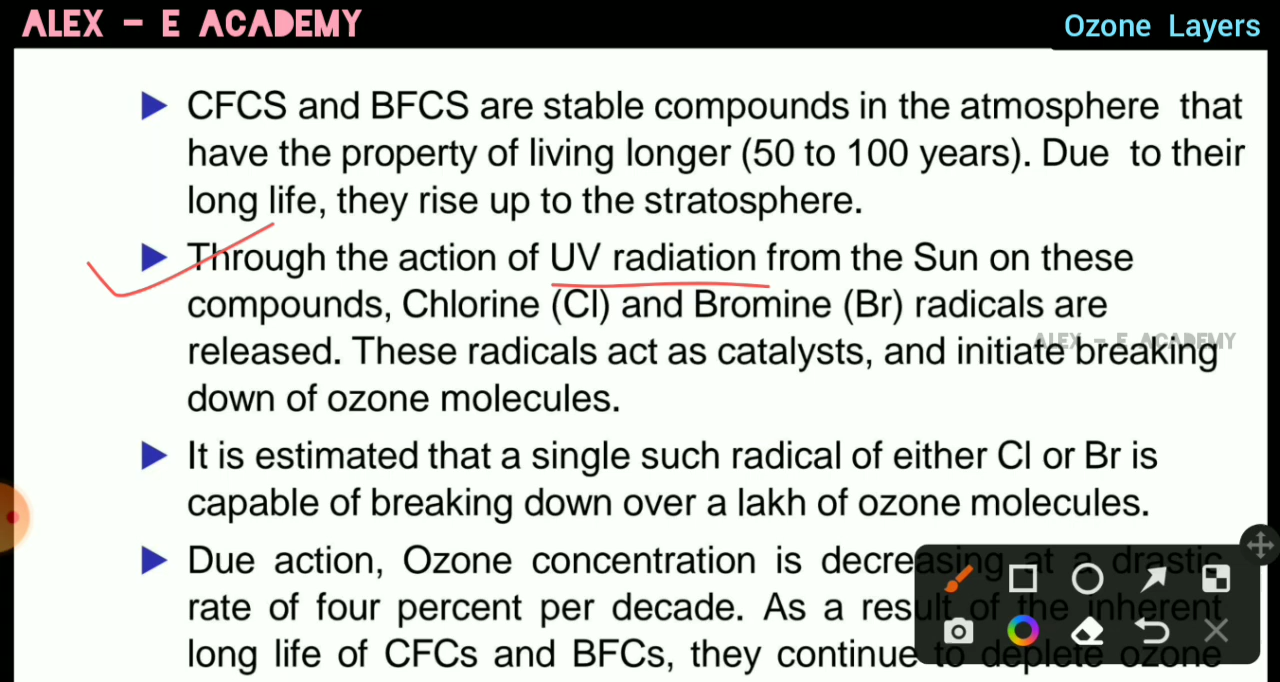 ALEX - E ACADEMY
Ozone Layers
CFCS and BFCS are stable compounds in the atmosphere that
have the property of living longer (50 to 100 years). Due to their
long life, they rise up to the stratosphere.
Through the action of UV radiation from the Sun on these
compounds, Chlorine (Cl) and Bromine (Br) radicals are
released. These radicals act as catalysts, and initiate breaking
ALEX - E ACADEMY
down of ozone molecules.
It is estimated that a single such radical of either Cl or Br is
capable of breaking down over a lakh of ozone molecules.
Due action, Ozone concentration is decreasing at a drastic
rate of four percent per decade. As a result of the inherent
long life of CFCs and BFCs, they continue to deplete ozone